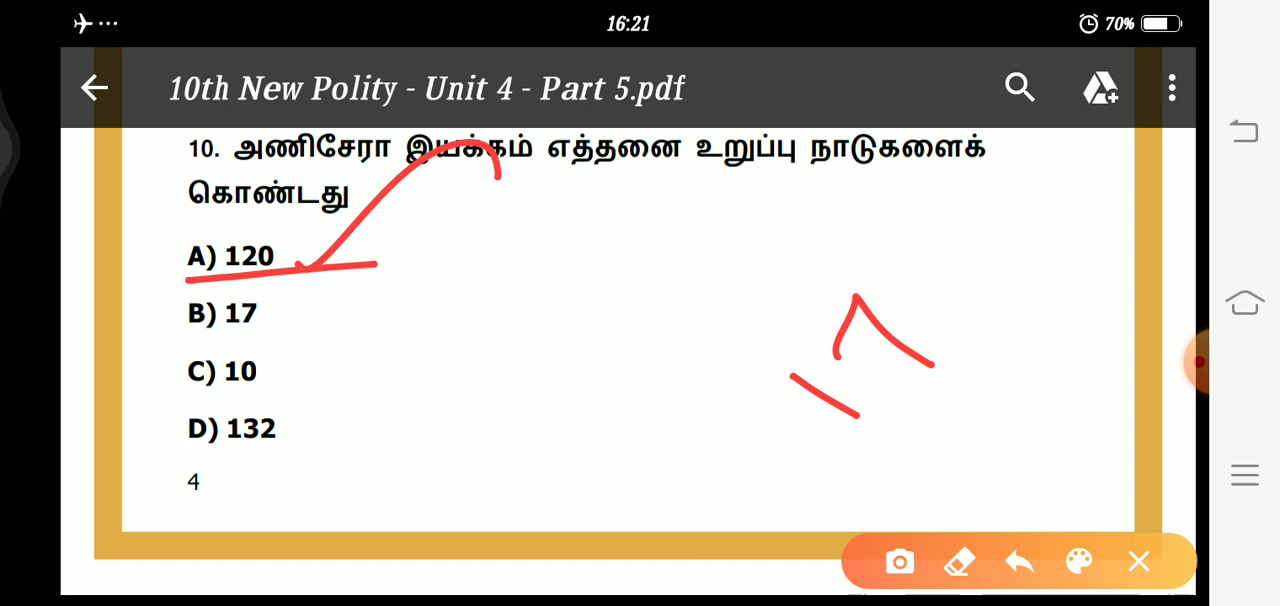 16:21
70%
10th New Polity - Unit 4 - Part 5.pdf
10. அணிசேரா இயக்கம் எத்தனை உறுப்பு நாடுகளைக்
கொண்டது
A) 120
B) 17
C) 10
D) 132
4